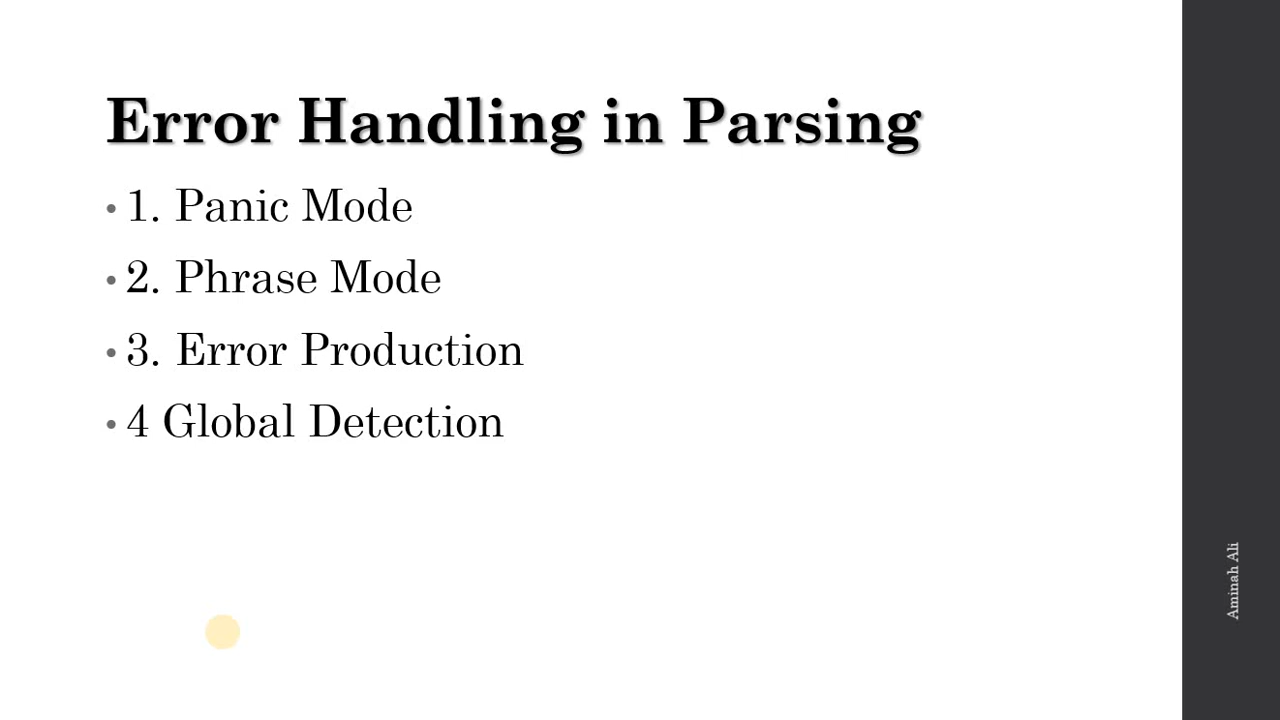 Error Handling in Parsing
• 1. Panic Mode
• 2. Phrase Mode
• 3. Error Production
• 4 Global Detection
Aminah Ali